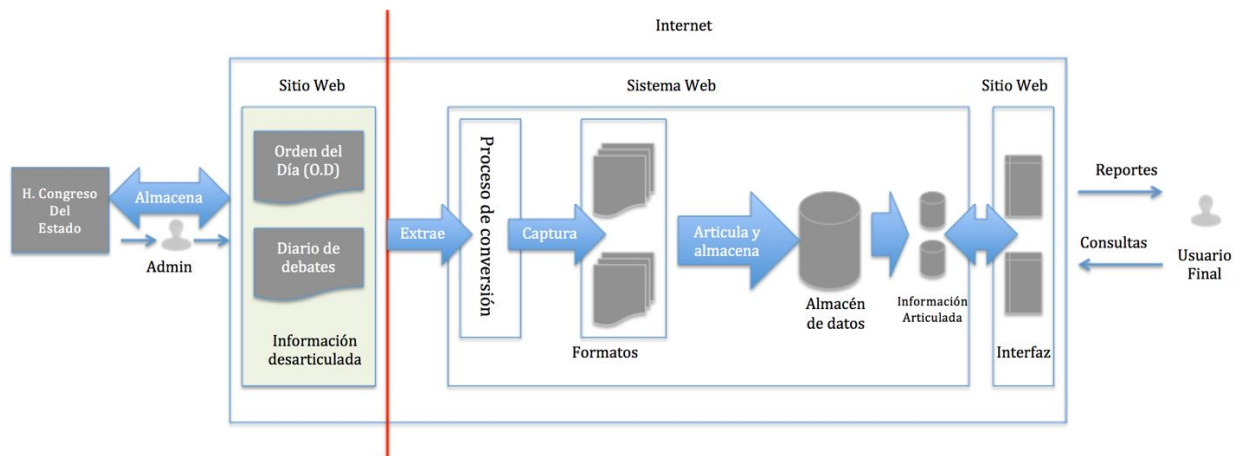 Internet
Sitio Web
Sistema Web
Sitio Web
H. Congreso
Del
Estado
Almacena
Admin
Orden del
Día (O.D)
Diario de
debates
Información
desarticulada
Extrae
Proceso de conversión
Captura
Formatos
Articula y
almacena
Almacén
de datos
Información
Articulada
Interfaz
Reportes
Consultas
Usuario
Final